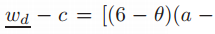 w_d − c = [(6 − θ)(a −